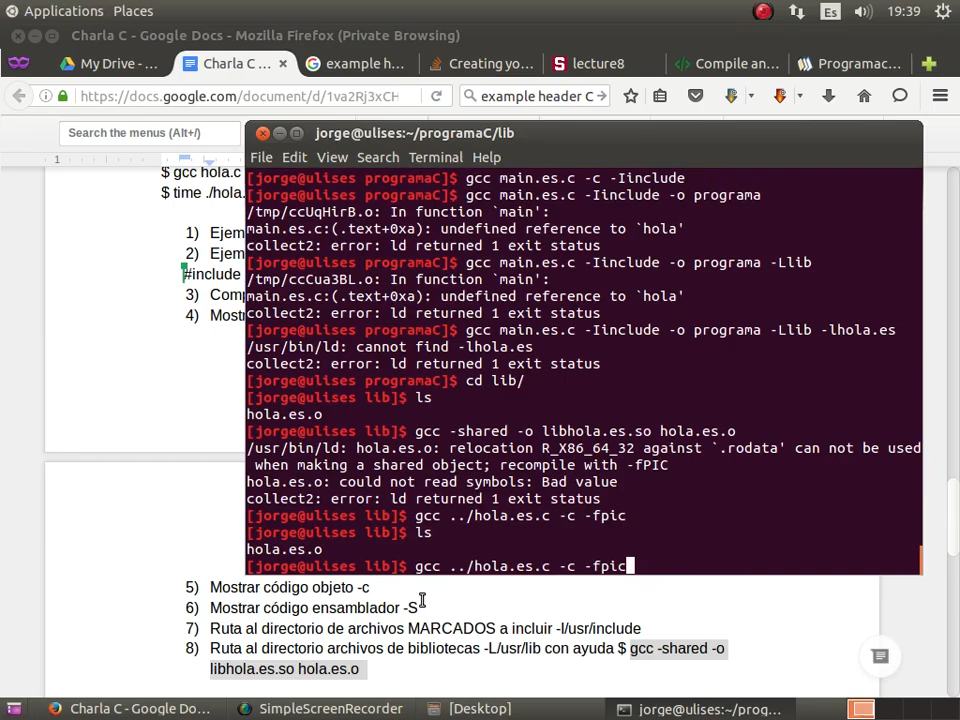 Applications Places Es 19:39
Charla C - Google Docs - Mozilla Firefox (Private Browsing)
My Drive - ... Charla C ... example h... Creating yo... lecture8 Compile an... Programac...
https://docs.google.com/document/d/1va2Rj3xCH example header C
Search the menus (Alt+/)
jorge@ulises: ~/programaC/lib
File Edit View Search Terminal Help
1
$ gcc hola.c
$ time ./hola.
1) Ejem
2) Ejem
#include
3) Comp
4) Most
[jorge@ulises programaC]$ gcc main.es.c -c -Iinclude
[jorge@ulises programaC]$ gcc main.es.c -Iinclude -o programa
/tmp/ccUqHirB.o: In function `main':
main.es.c:(.text+0xa): undefined reference to `hola'
collect2: error: ld returned 1 exit status
[jorge@ulises programaC]$ gcc main.es.c -Iinclude -o programa -Llib
/tmp/ccCua3BL.o: In function `main':
main.es.c:(.text+0xa): undefined reference to `hola'
collect2: error: ld returned 1 exit status
[jorge@ulises programaC]$ gcc main.es.c -Iinclude -o programa -Llib -lhola.es
/usr/bin/ld: cannot find -lhola.es
collect2: error: ld returned 1 exit status
[jorge@ulises programaC]$ cd lib/
[jorge@ulises lib]$ ls
hola.es.o
[jorge@ulises lib]$ gcc -shared -o libhola.es.so hola.es.o
/usr/bin/ld: hola.es.o: relocation R_X86_64_32 against `.rodata' can not be used
when making a shared object; recompile with -fPIC
hola.es.o: could not read symbols: Bad value
collect2: error: ld returned 1 exit status
[jorge@ulises lib]$ gcc ../hola.es.c -c -fpic
[jorge@ulises lib]$ ls
hola.es.o
[jorge@ulises lib]$ gcc ../hola.es.c -c -fpic
5) Mostrar código objeto -c
6) Mostrar código ensamblador -S
7) Ruta al directorio de archivos MARCADOS a incluir -I/usr/include
8) Ruta al directorio archivos de bibliotecas -L/usr/lib con ayuda $ gcc -shared -o
libhola.es.so hola.es.o
Charla C - Google Do... SimpleScreenRecorder [Desktop] jorge@ulises:~/prog...